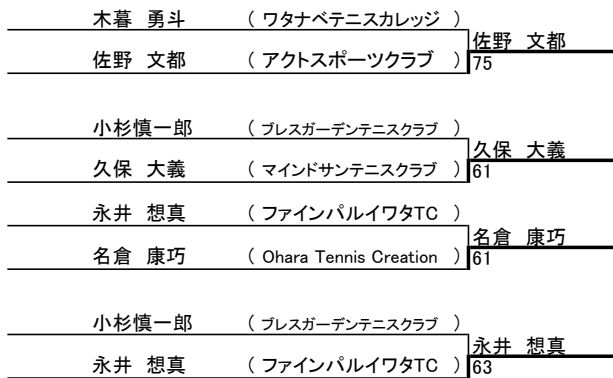 木暮 勇斗 ( ワタナベテニスカレッジ )
佐野 文都
佐野 文都 ( アクトスポーツクラブ ) 75
小杉慎一郎 ( ブレスガーデンテニスクラブ )
久保 大義
久保 大義 ( マインドサンテニスクラブ ) 61
永井 想真 ( ファインパルイワタTC )
名倉 康巧
名倉 康巧 ( Ohara Tennis Creation ) 61
小杉慎一郎 ( ブレスガーデンテニスクラブ )
永井 想真
永井 想真 ( ファインパルイワタTC ) 63